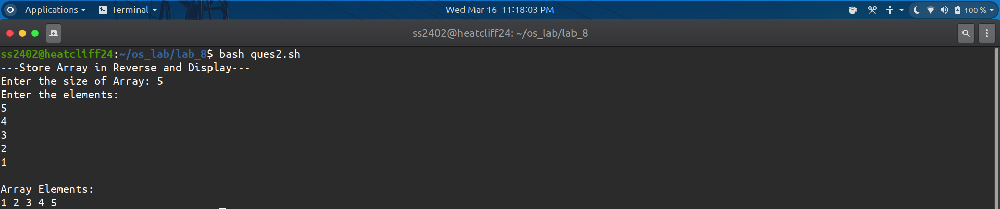 Applications Terminal Wed Mar 16 11:18:03 PM 100 %
ss2402@heatcliff24: ~/os_lab/lab_8
ss2402@heatcliff24:~/os_lab/lab_8$ bash ques2.sh
---Store Array in Reverse and Display---
Enter the size of Array: 5
Enter the elements:
5
4
3
2
1
Array Elements:
1 2 3 4 5